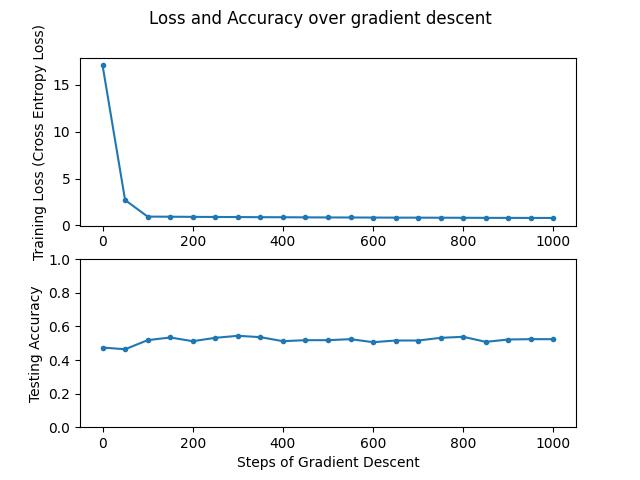 Loss and Accuracy over gradient descent
Training Loss (Cross Entropy Loss)
15
10
5
0
0 200 400 600 800 1000
Testing Accuracy
1.0
0.8
0.6
0.4
0.2
0.0
0 200 400 600 800 1000
Steps of Gradient Descent